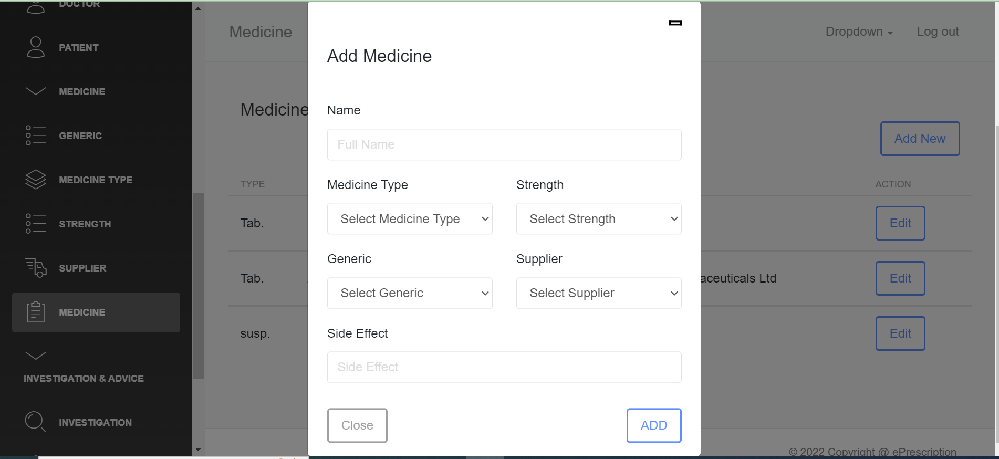 DOCTOR
PATIENT
MEDICINE
GENERIC
MEDICINE TYPE
STRENGTH
SUPPLIER
MEDICINE
INVESTIGATION & ADVICE
INVESTIGATION
Medicine
Dropdown
Log out
Medicine
Add New
TYPE
ACTION
Tab.
Edit
Tab.
aceuticals Ltd
Edit
susp.
Edit
Add Medicine
Name
Full Name
Medicine Type
Strength
Select Medicine Type
Select Strength
Generic
Supplier
Select Generic
Select Supplier
Side Effect
Side Effect
Close
ADD
© 2022 Copyright @ ePrescription